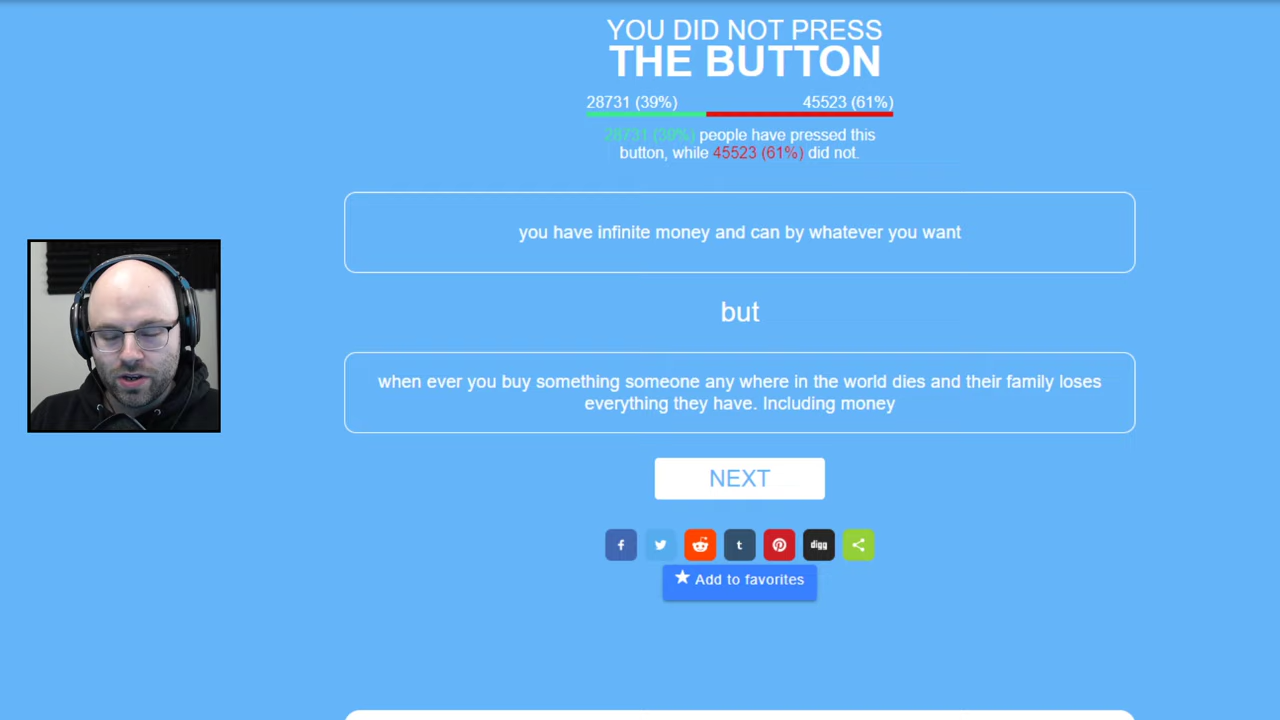 YOU DID NOT PRESS
THE BUTTON
28731 (39%) 45523 (61%)
28731 (39%) people have pressed this
button, while 45523 (61%) did not.
you have infinite money and can by whatever you want
but
when ever you buy something someone any where in the world dies and their family loses
everything they have. Including money
NEXT
f t digg
Add to favorites